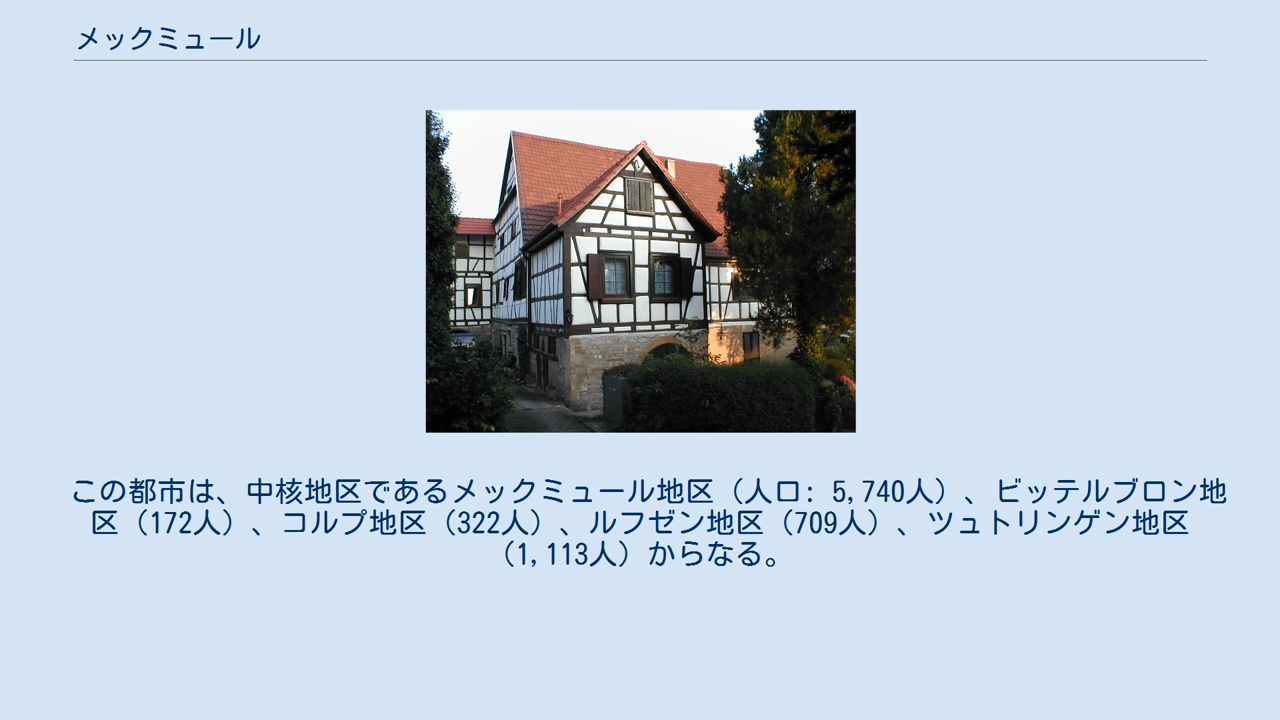 メックミュール
この都市は、中核地区であるメックミュール地区（人口: 5,740人）、ビッテルブロン地
区（172人）、コルプ地区（322人）、ルフゼン地区（709人）、ツュトリンゲン地区
（1,113人）からなる。